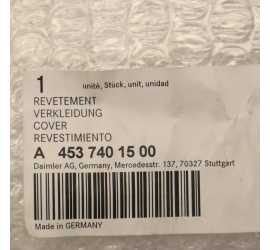 1 unité, Stück, unit, unidad
REVETEMENT
VERKLEIDUNG
COVER
REVESTIMIENTO
A 453 740 15 00
Daimler AG, Germany, Mercedesstr. 137, 70327 Stuttgart
Made in GERMANY